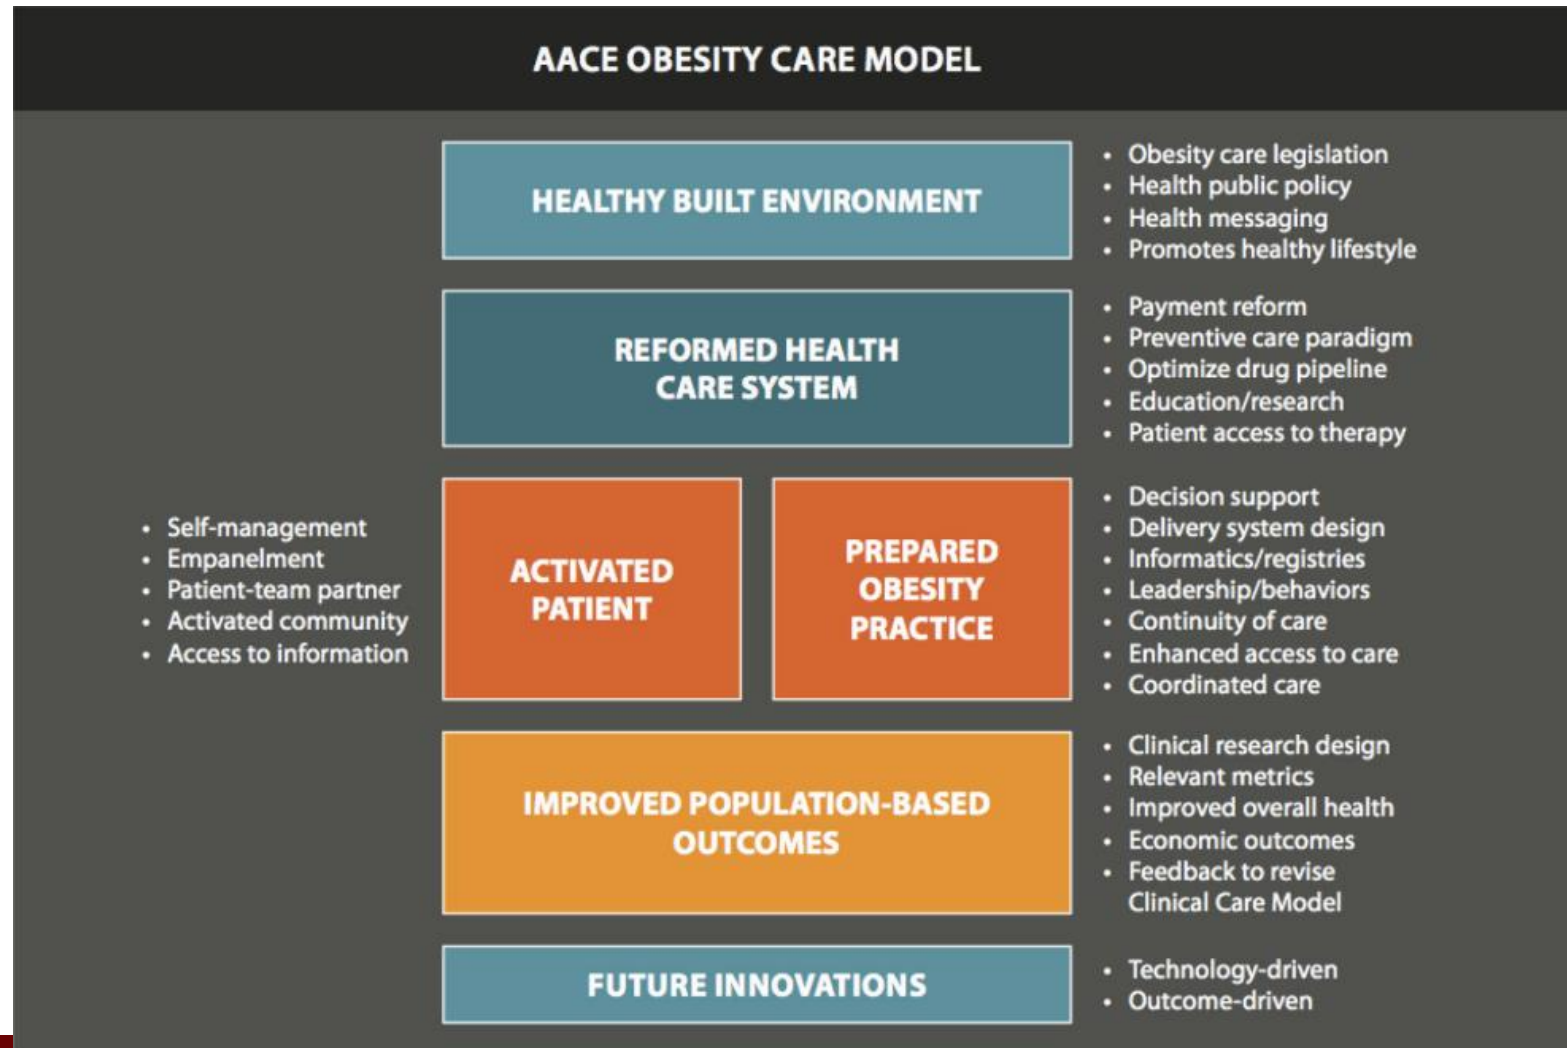 AACE OBESITY CARE MODEL
HEALTHY BUILT ENVIRONMENT
• Obesity care legislation
• Health public policy
• Health messaging
• Promotes healthy lifestyle
REFORMED HEALTH
CARE SYSTEM
• Payment reform
• Preventive care paradigm
• Optimize drug pipeline
• Education/research
• Patient access to therapy
• Self-management
• Empanelment
• Patient-team partner
• Activated community
• Access to information
ACTIVATED
PATIENT
PREPARED
OBESITY
PRACTICE
• Decision support
• Delivery system design
• Informatics/registries
• Leadership/behaviors
• Continuity of care
• Enhanced access to care
• Coordinated care
IMPROVED POPULATION-BASED
OUTCOMES
• Clinical research design
• Relevant metrics
• Improved overall health
• Economic outcomes
• Feedback to revise
Clinical Care Model
FUTURE INNOVATIONS
• Technology-driven
• Outcome-driven